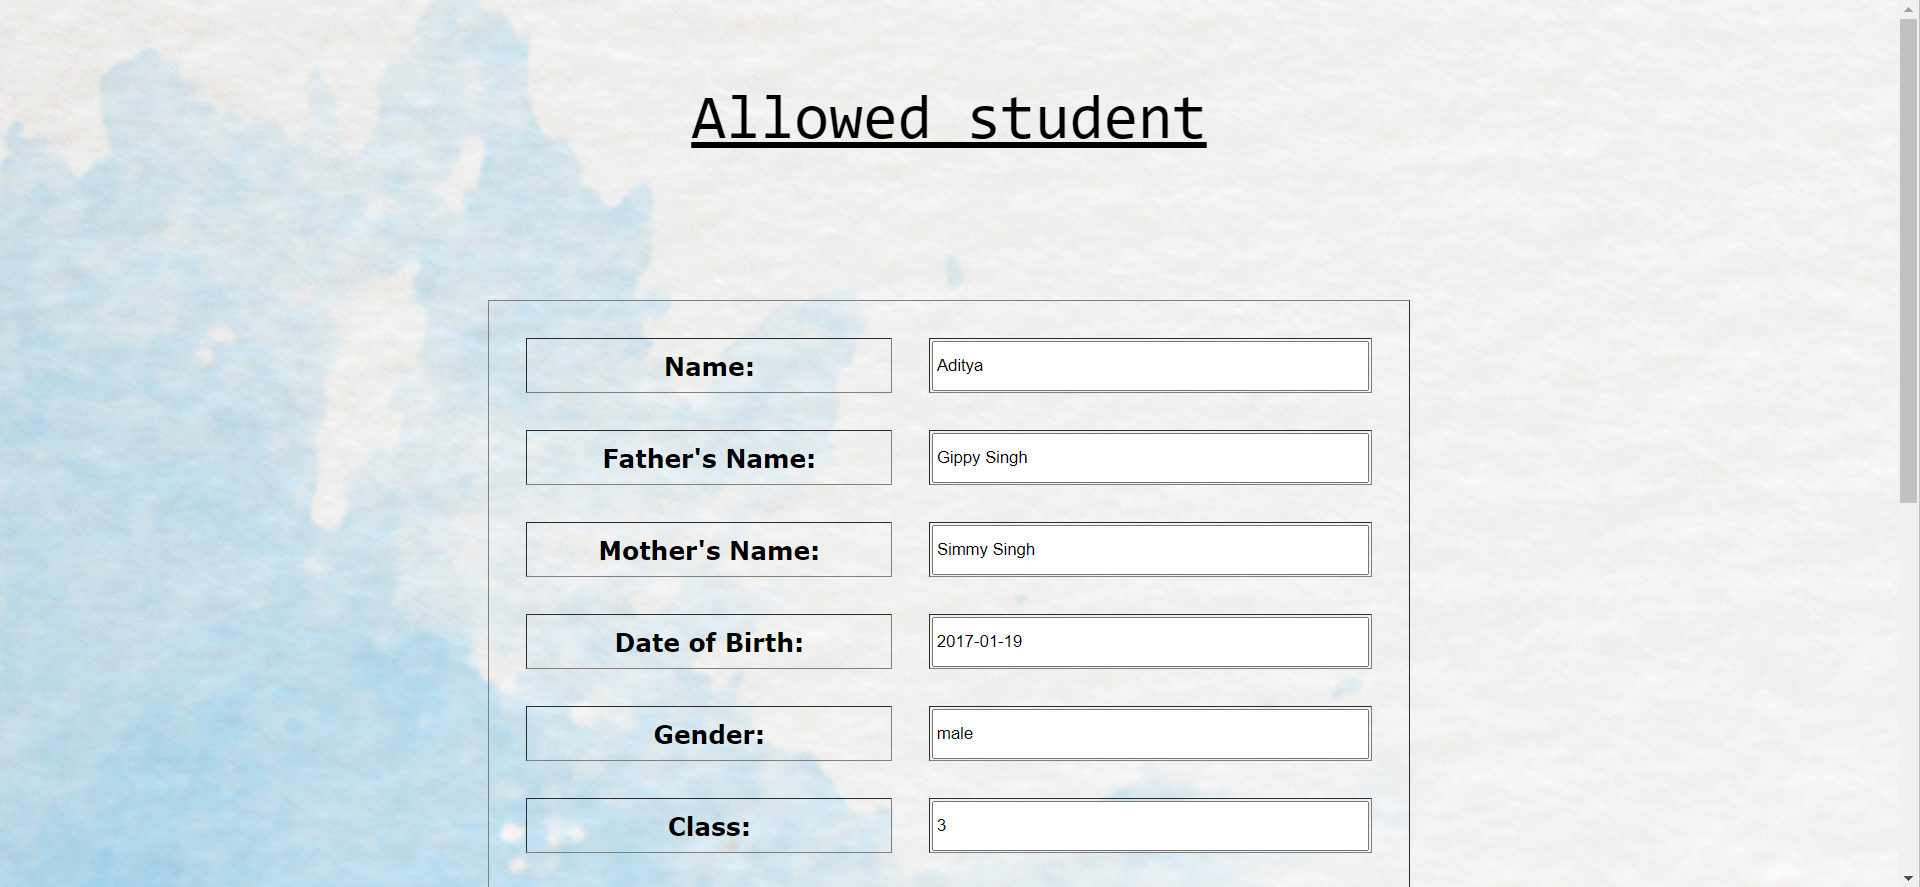 Allowed student
Name: Aditya
Father's Name: Gippy Singh
Mother's Name: Simmy Singh
Date of Birth: 2017-01-19
Gender: male
Class: 3